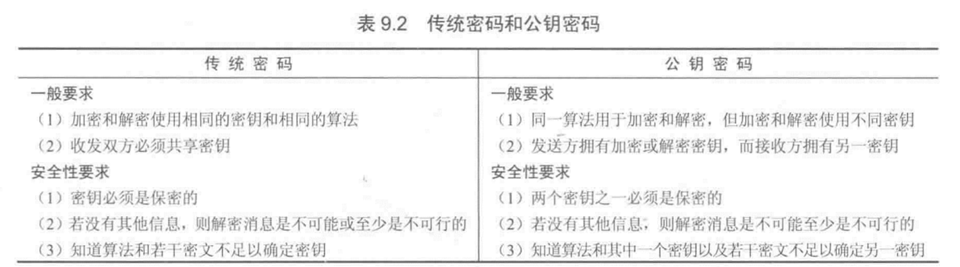 表 9.2 传统密码和公钥密码
传 统 密 码
公 钥 密 码
一般要求
（1）加密和解密使用相同的密钥和相同的算法
（2）收发双方必须共享密钥
安全性要求
（1）密钥必须是保密的
（2）若没有其他信息，则解密消息是不可能或至少是不可行的
（3）知道算法和若干密文不足以确定密钥
一般要求
（1）同一算法用于加密和解密，但加密和解密使用不同密钥
（2）发送方拥有加密或解密密钥，而接收方拥有另一密钥
安全性要求
（1）两个密钥之一必须是保密的
（2）若没有其他信息，则解密消息是不可能至少是不可行的
（3）知道算法和其中一个密钥以及若干密文不足以确定另一密钥